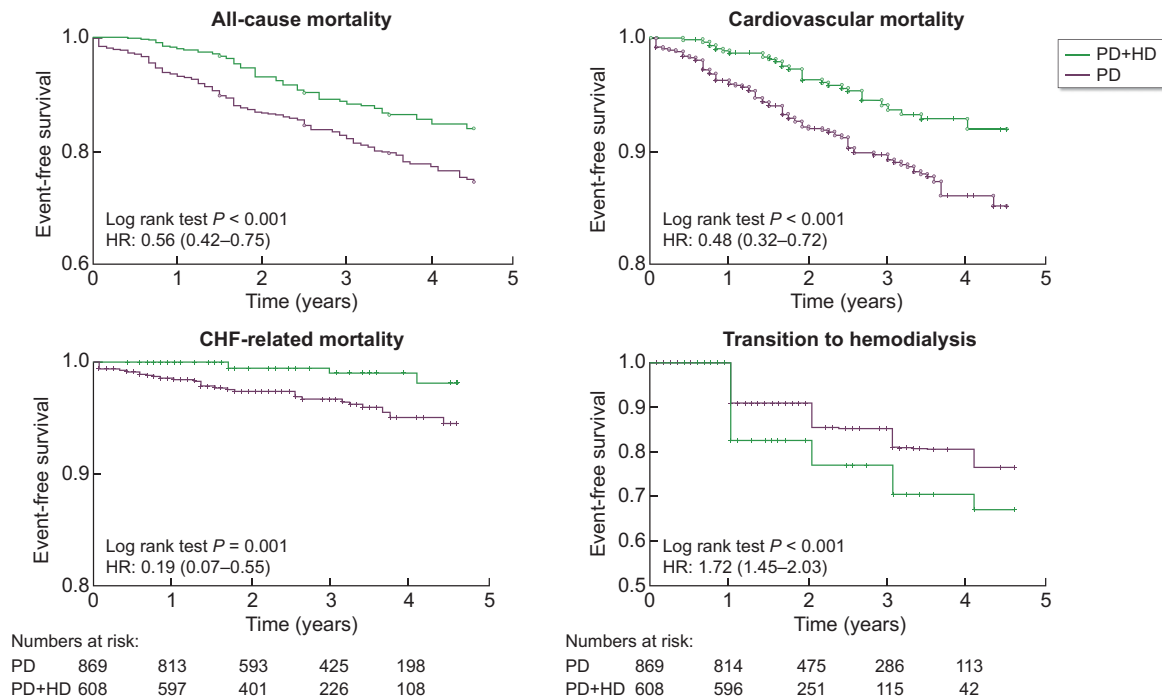 All-cause mortality
1.0
0.8
0.6
Event-free survival
Log rank test P < 0.001
HR: 0.56 (0.42–0.75)
0 1 2 3 4 5
Time (years)
Cardiovascular mortality
1.0
0.9
0.8
Event-free survival
Log rank test P < 0.001
HR: 0.48 (0.32–0.72)
0 1 2 3 4 5
Time (years)
PD+HD
PD
CHF-related mortality
1.0
0.9
0.8
Event-free survival
Log rank test P = 0.001
HR: 0.19 (0.07–0.55)
0 1 2 3 4 5
Time (years)
Transition to hemodialysis
1.0
0.9
0.8
0.7
0.6
0.5
Event-free survival
Log rank test P < 0.001
HR: 1.72 (1.45–2.03)
0 1 2 3 4 5
Time (years)
Numbers at risk:
PD 869 813 593 425 198
PD+HD 608 597 401 226 108
Numbers at risk:
PD 869 814 475 286 113
PD+HD 608 596 251 115 42